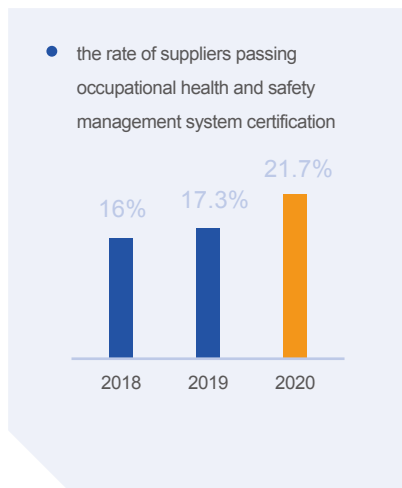 the rate of suppliers passing
occupational health and safety
management system certification
21.7%
17.3%
16%
2018 2019 2020